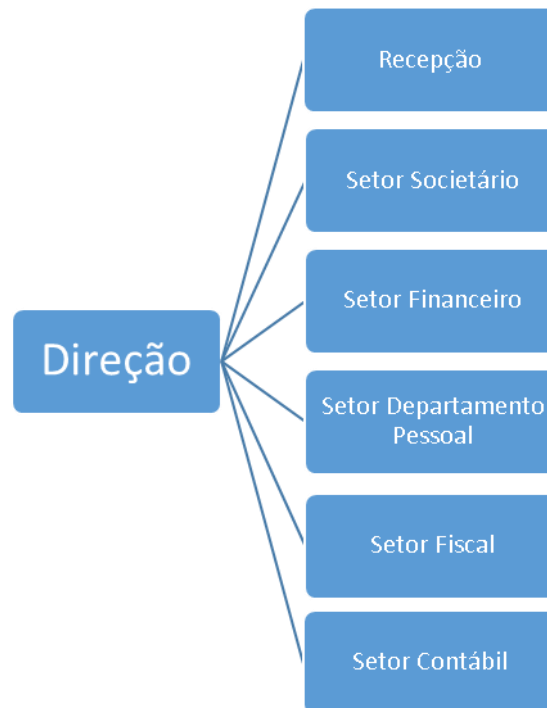 Recepção
Setor Societário
Setor Financeiro
Direção
Setor Departamento
Pessoal
Setor Fiscal
Setor Contábil